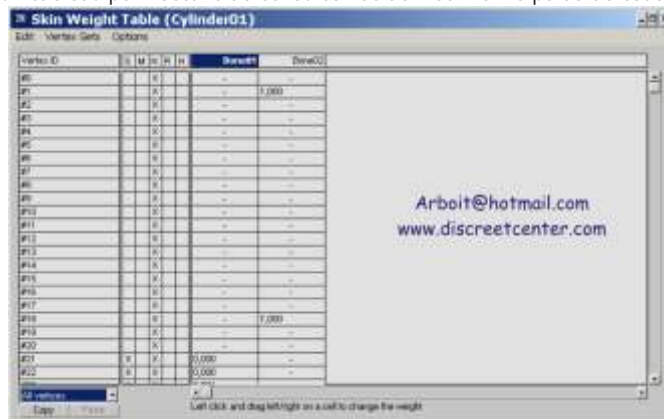 Skin Weight Table (Cylinder01)
Edit Vertex Sets Options
Vertex ID S M N R H Bone01 Bone02
#0 X - -
#1 X - 1,000
#2 X - -
#3 X - -
#4 X - -
#5 X - -
#6 X - -
#7 X - -
#8 X - -
#9 X - -
#10 X - -
#11 X - -
#12 X - -
#13 X - -
#14 X - -
#15 X - -
#16 X - -
#17 X - -
#18 X - 1,000
#19 X - -
#20 X - -
#21 X X 0,000 -
#22 X X 0,000 -
Arboit@hotmail.com
www.discreetcenter.com
All vertices
Copy Paste
Left click and drag left/right on a cell to change the weight